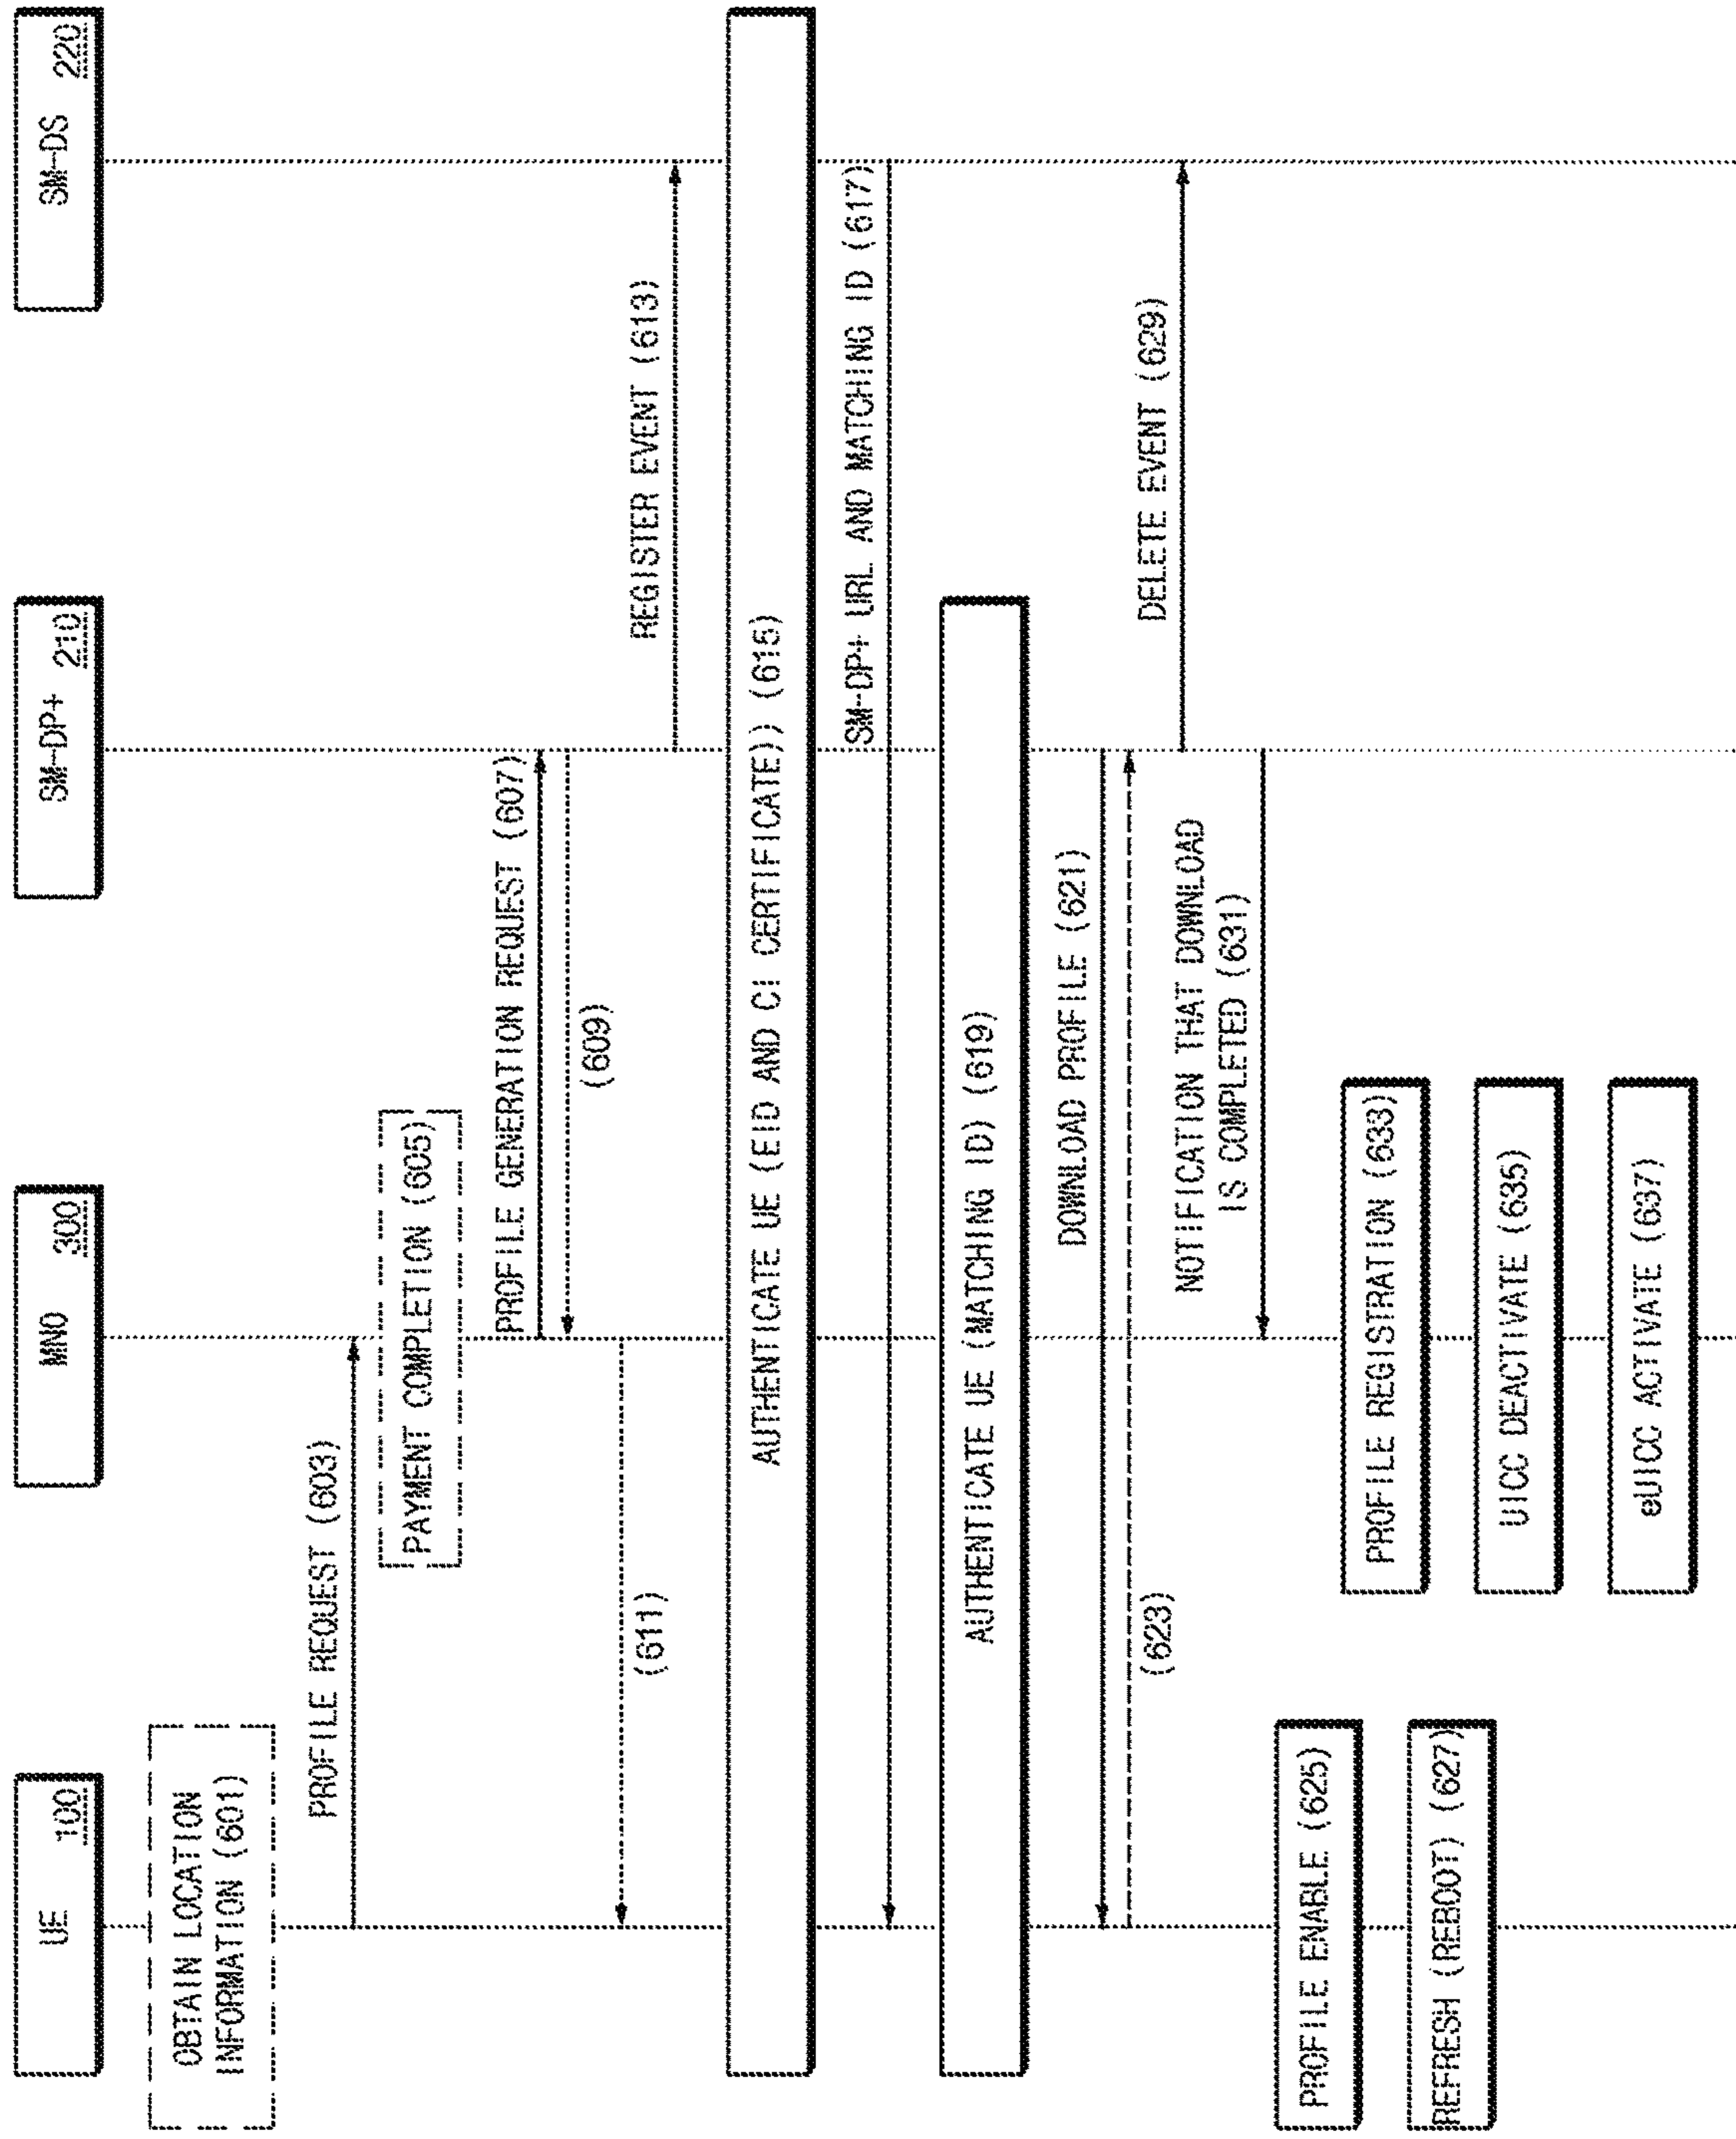 UE 100
MNO 300
SM-DP+ 210
SM-DS 220
OBTAIN LOCATION
INFORMATION (601)
PROFILE REQUEST (603)
PAYMENT COMPLETION (605)
PROFILE GENERATION REQUEST (607)
(609)
(611)
REGISTER EVENT (613)
AUTHENTICATE UE (EID AND CI CERTIFICATE)) (615)
SM-DP+ URL AND MATCHING ID (617)
AUTHENTICATE UE (MATCHING ID) (619)
DOWNLOAD PROFILE (621)
(623)
DELETE EVENT (629)
NOTIFICATION THAT DOWNLOAD
IS COMPLETED (631)
PROFILE ENABLE (625)
PROFILE REGISTRATION (633)
REFRESH (REBOOT) (627)
UICC DEACTIVATE (635)
eUICC ACTIVATE (637)